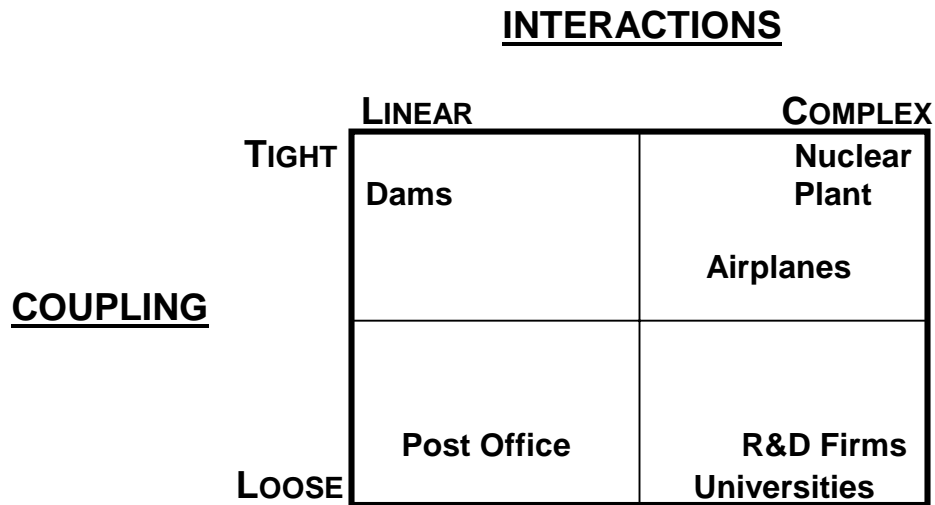 INTERACTIONS
LINEAR COMPLEX
TIGHT Nuclear
Dams Plant
Airplanes
COUPLING
Post Office R&D Firms
LOOSE Universities